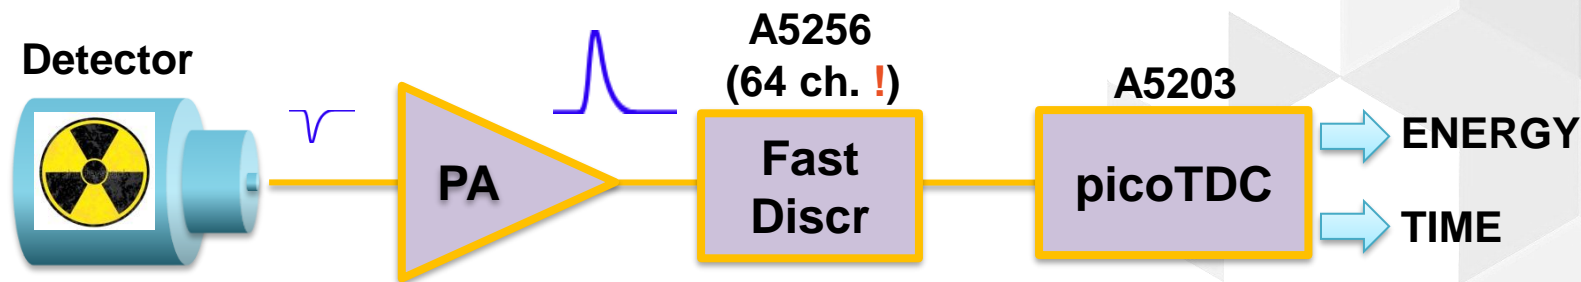 Detector
PA
A5256
(64 ch. !)
Fast
Discr
A5203
picoTDC
ENERGY
TIME